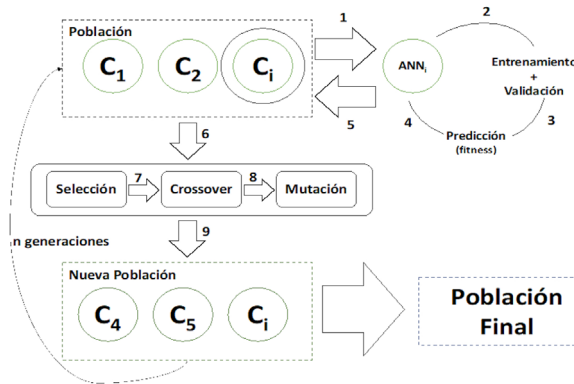 Población
C1
C2
Ci
1
5
ANNi
2
Entrenamiento
+
Validación
3
4
Predicción
(fitness)
6
Selección
7
Crossover
8
Mutación
9
n generaciones
Nueva Población
C4
C5
Ci
Población
Final